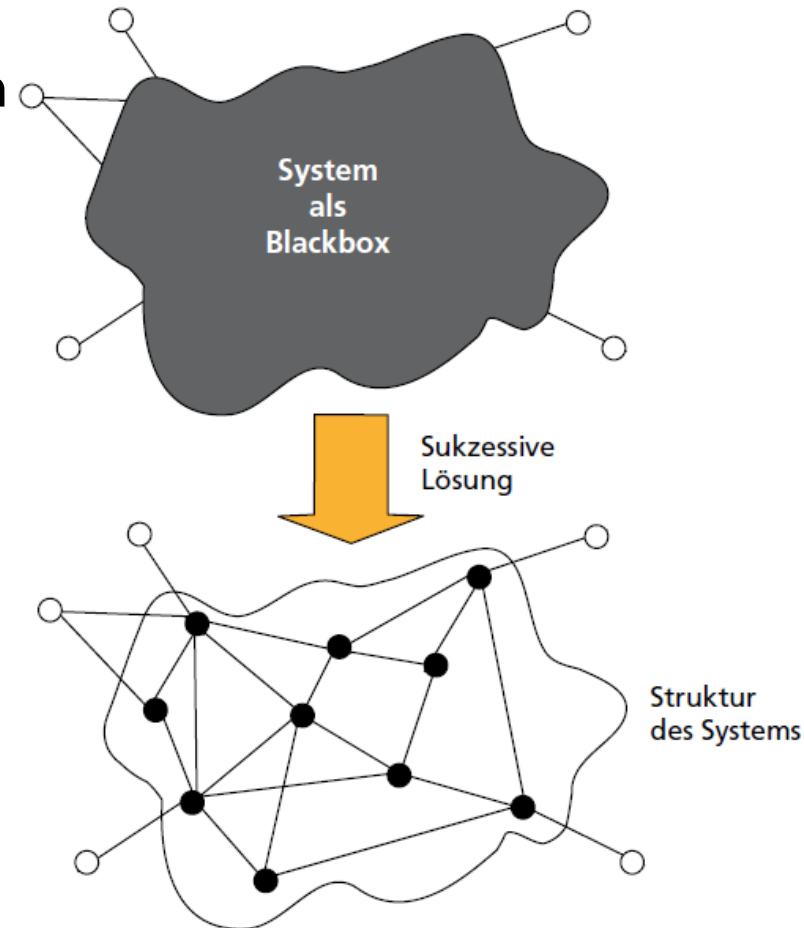 n
System
als
Blackbox
Sukzessive
Lösung
Struktur
des Systems